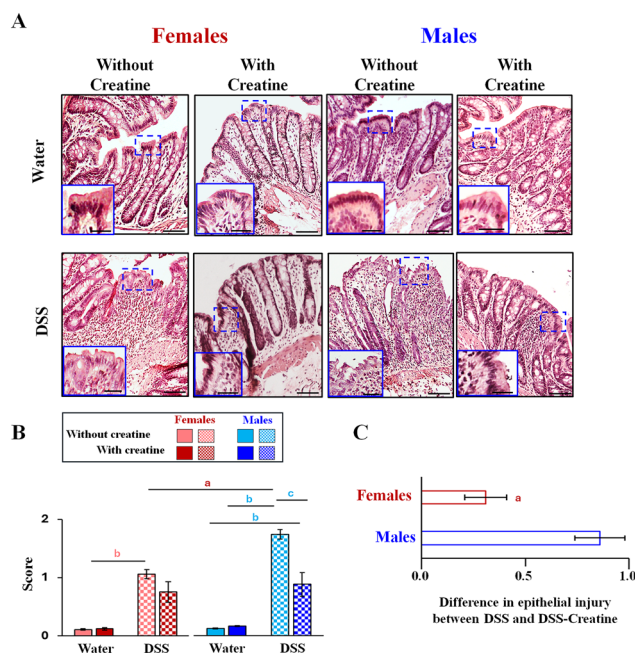 A
Females Males
Without Creatine With Creatine Without Creatine With Creatine
Water
DSS
B
Females Males
Without creatine
With creatine
a
b c
b b
2
1
0
Score
Water DSS Water DSS
C
Females a
Males
0.0 0.5 1.0
Difference in epithelial injury
between DSS and DSS-Creatine